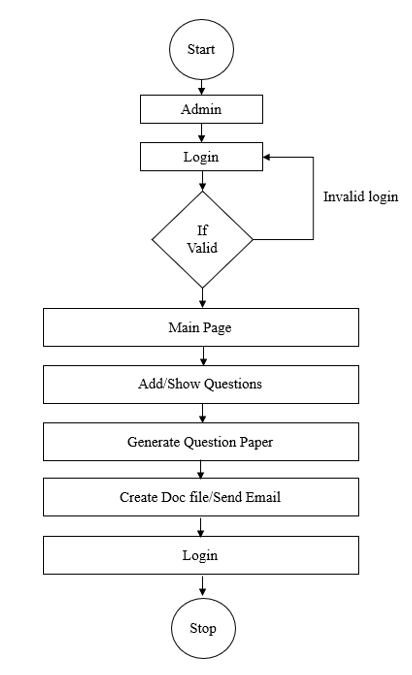 Start
Admin
Login
Invalid login
If
Valid
Main Page
Add/Show Questions
Generate Question Paper
Create Doc file/Send Email
Login
Stop